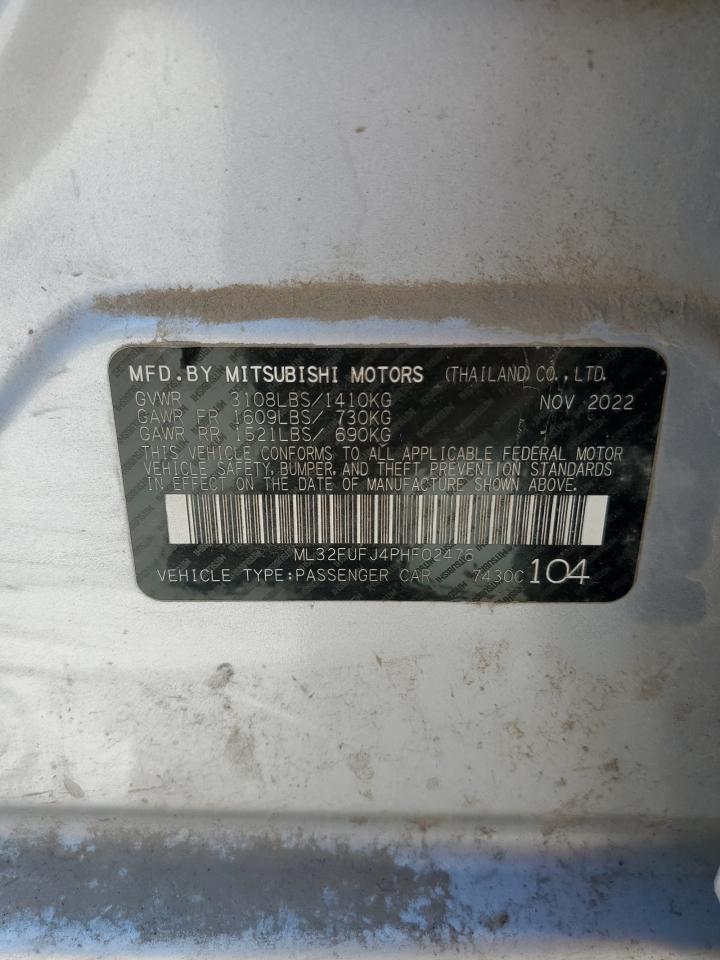 MFD.BY MITSUBISHI MOTORS (THAILAND)CO.,LTD.
GVWR 3108LBS/1410KG NOV 2022
GAWR FR 1609LBS/ 730KG
GAWR RR 1521LBS/ 690KG
THIS VEHICLE CONFORMS TO ALL APPLICABLE FEDERAL MOTOR
VEHICLE SAFETY, BUMPER, AND THEFT PREVENTION STANDARDS
IN EFFECT ON THE DATE OF MANUFACTURE SHOWN ABOVE.
ML32FUFJ4PHF02476
VEHICLE TYPE:PASSENGER CAR 7430C 104